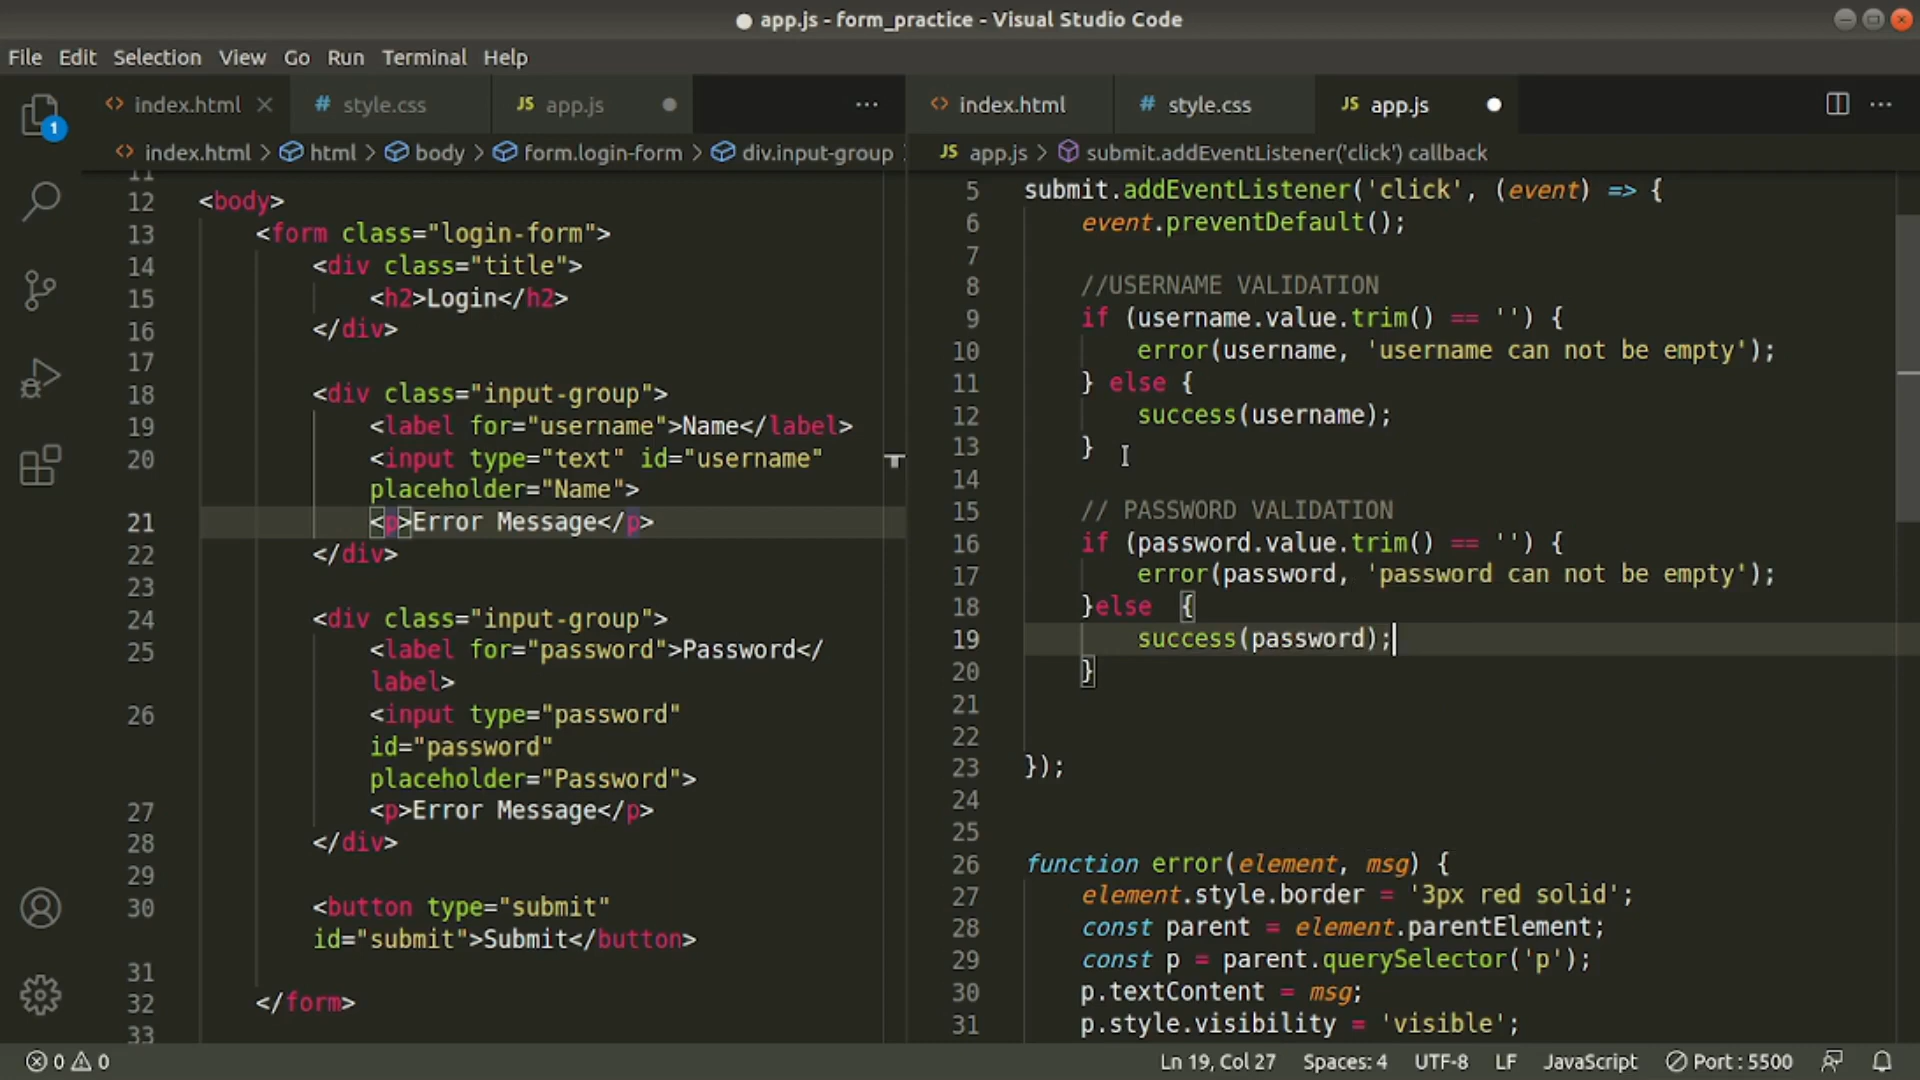 ● app.js - form_practice - Visual Studio Code
File Edit Selection View Go Run Terminal Help
1
<> index.html × # style.css JS app.js ● ···
index.html > html > body > form.login-form > div.input-group
11
12 <body>
13 <form class="login-form">
14 <div class="title">
15 <h2>Login</h2>
16 </div>
17
18 <div class="input-group">
19 <label for="username">Name</label>
20 <input type="text" id="username"
placeholder="Name">
21 <p>Error Message</p>
22 </div>
23
24 <div class="input-group">
25 <label for="password">Password</
label>
26 <input type="password"
id="password"
placeholder="Password">
27 <p>Error Message</p>
28 </div>
29
30 <button type="submit"
id="submit">Submit</button>
31
32 </form>
33
<> index.html # style.css JS app.js ● ···
JS app.js > submit.addEventListener('click') callback
5 submit.addEventListener('click', (event) => {
6 event.preventDefault();
7
8 //USERNAME VALIDATION
9 if (username.value.trim() == '') {
10 error(username, 'username can not be empty');
11 } else {
12 success(username);
13 }
14
15 // PASSWORD VALIDATION
16 if (password.value.trim() == '') {
17 error(password, 'password can not be empty');
18 }else {
19 success(password);
20 }
21
22
23 });
24
25
26 function error(element, msg) {
27 element.style.border = '3px red solid';
28 const parent = element.parentElement;
29 const p = parent.querySelector('p');
30 p.textContent = msg;
31 p.style.visibility = 'visible';
0 0 Ln 19, Col 27 Spaces: 4 UTF-8 LF JavaScript Port : 5500